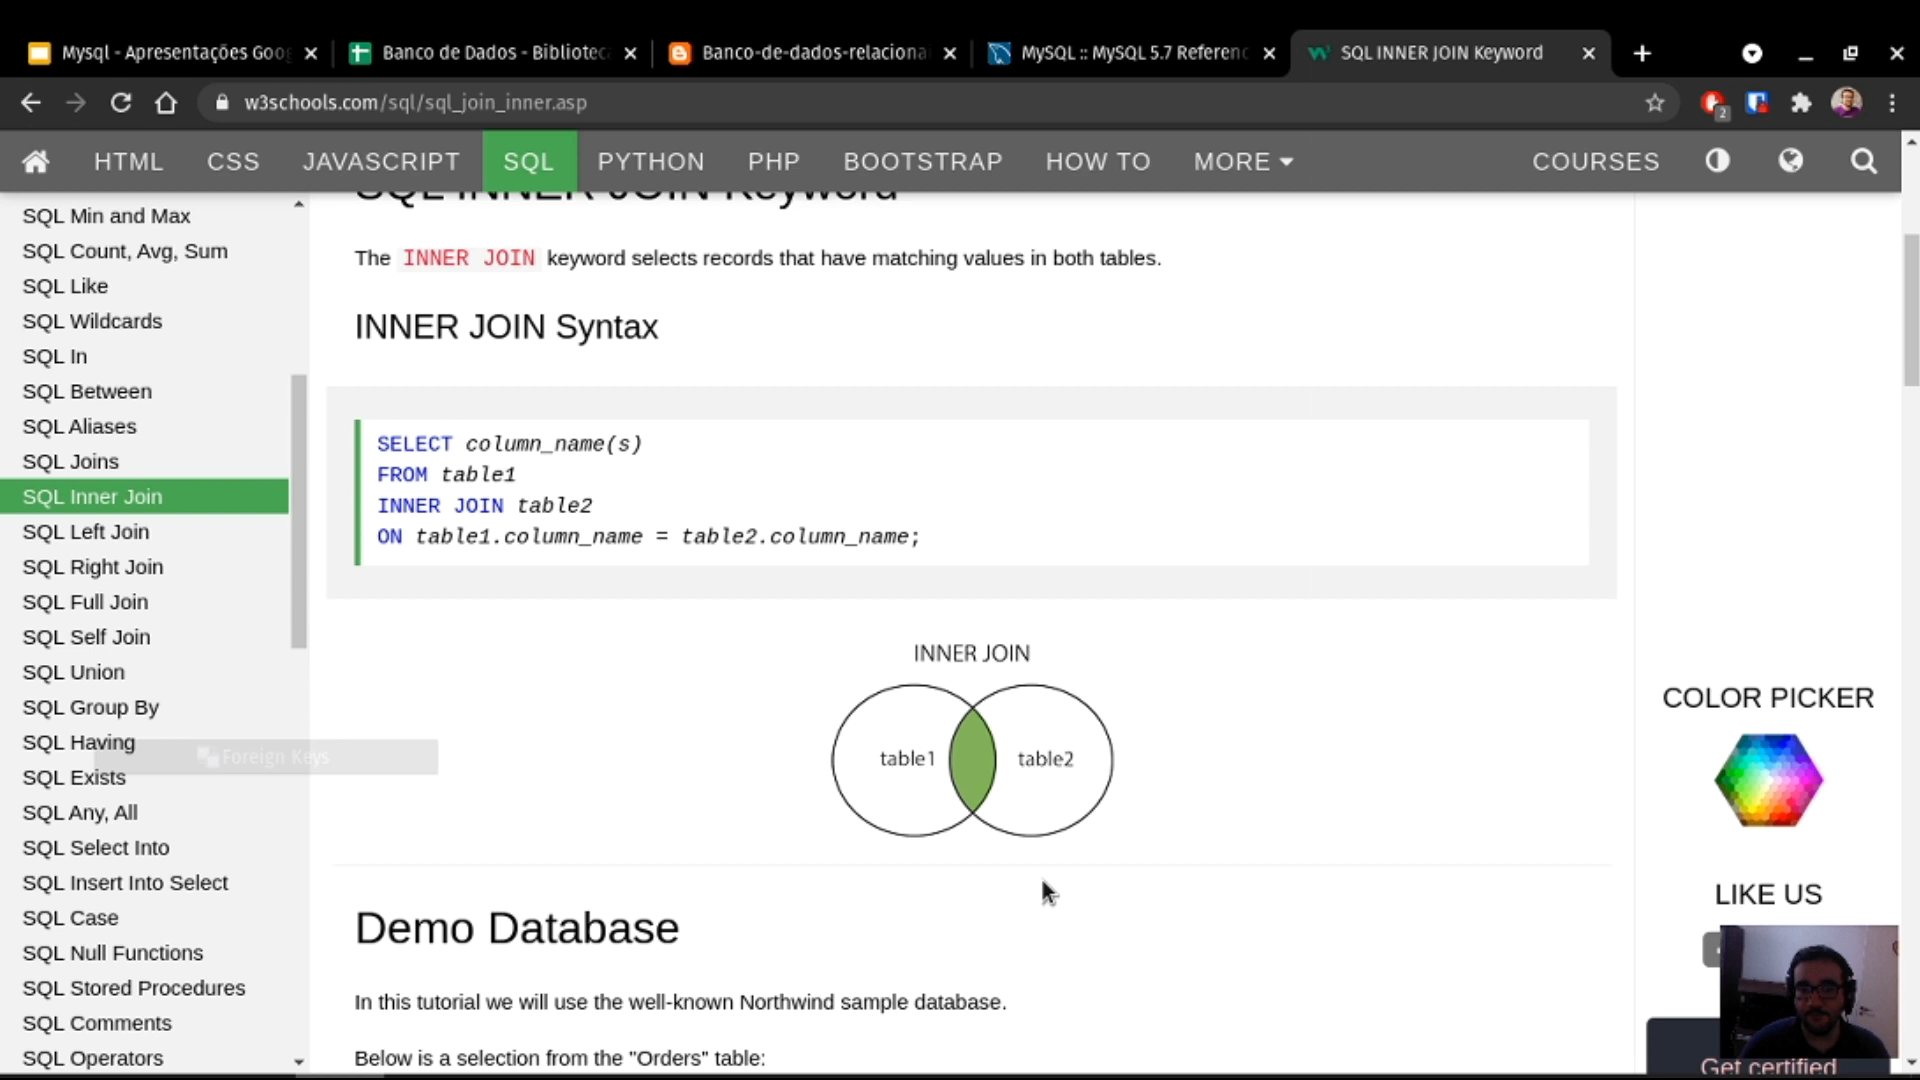 Mysql - Apresentações Goog
Banco de Dados - Bibliotec
Banco-de-dados-relaciona
MySQL :: MySQL 5.7 Referenc
SQL INNER JOIN Keyword
w3schools.com/sql/sql_join_inner.asp
2
HTML CSS JAVASCRIPT SQL PYTHON PHP BOOTSTRAP HOW TO MORE COURSES
SQL Min and Max
SQL Count, Avg, Sum
SQL Like
SQL Wildcards
SQL In
SQL Between
SQL Aliases
SQL Joins
SQL Inner Join
SQL Left Join
SQL Right Join
SQL Full Join
SQL Self Join
SQL Union
SQL Group By
SQL Having
Foreign Keys
SQL Exists
SQL Any, All
SQL Select Into
SQL Insert Into Select
SQL Case
SQL Null Functions
SQL Stored Procedures
SQL Comments
SQL Operators
SQL INNER JOIN Keyword
The INNER JOIN keyword selects records that have matching values in both tables.
INNER JOIN Syntax
SELECT column_name(s)
FROM table1
INNER JOIN table2
ON table1.column_name = table2.column_name;
INNER JOIN
table1
table2
Demo Database
In this tutorial we will use the well-known Northwind sample database.
Below is a selection from the "Orders" table:
COLOR PICKER
LIKE US
Get certified